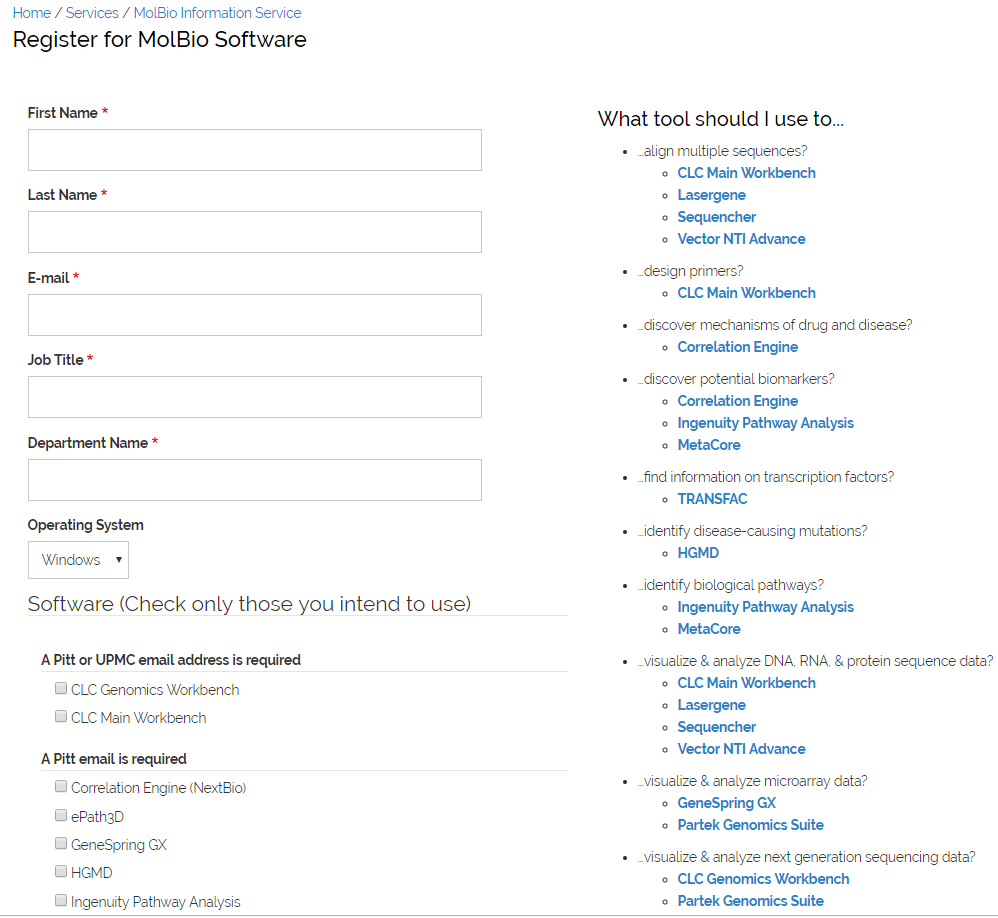 Home / Services / MolBio Information Service
Register for MolBio Software
First Name *
Last Name *
E-mail *
Job Title *
Department Name *
Operating System
Windows
Software (Check only those you intend to use)
A Pitt or UPMC email address is required
CLC Genomics Workbench
CLC Main Workbench
A Pitt email is required
Correlation Engine (NextBio)
ePath3D
GeneSpring GX
HGMD
Ingenuity Pathway Analysis
What tool should I use to...
...align multiple sequences?
CLC Main Workbench
Lasergene
Sequencher
Vector NTI Advance
...design primers?
CLC Main Workbench
...discover mechanisms of drug and disease?
Correlation Engine
...discover potential biomarkers?
Correlation Engine
Ingenuity Pathway Analysis
MetaCore
...find information on transcription factors?
TRANSFAC
...identify disease-causing mutations?
HGMD
...identify biological pathways?
Ingenuity Pathway Analysis
MetaCore
...visualize & analyze DNA, RNA, & protein sequence data?
CLC Main Workbench
Lasergene
Sequencher
Vector NTI Advance
...visualize & analyze microarray data?
GeneSpring GX
Partek Genomics Suite
...visualize & analyze next generation sequencing data?
CLC Genomics Workbench
Partek Genomics Suite